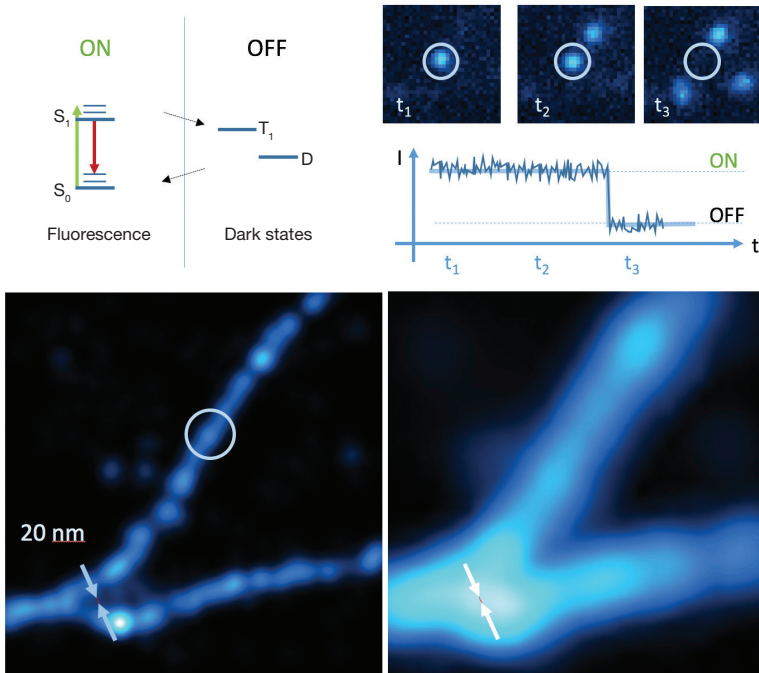 ON
OFF
S1
S0
T1
D
Fluorescence
Dark states
t1
t2
t3
I
ON
OFF
t
t1
t2
t3
20 nm